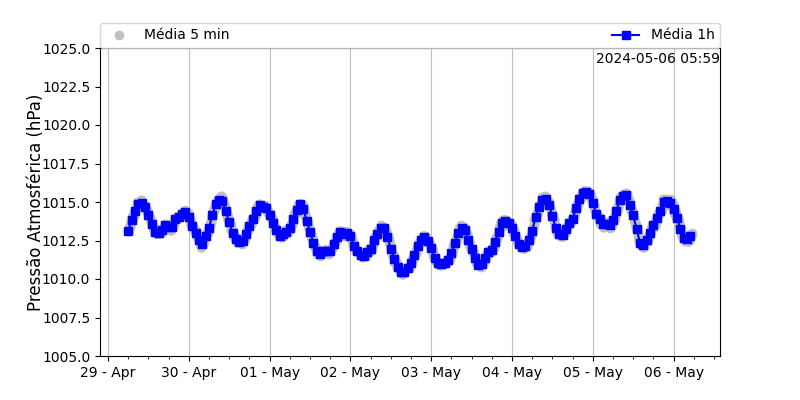 Média 5 min
Média 1h
2024-05-06 05:59
Pressão Atmosférica (hPa)
1025.0
1022.5
1020.0
1017.5
1015.0
1012.5
1010.0
1007.5
1005.0
29 - Apr
30 - Apr
01 - May
02 - May
03 - May
04 - May
05 - May
06 - May